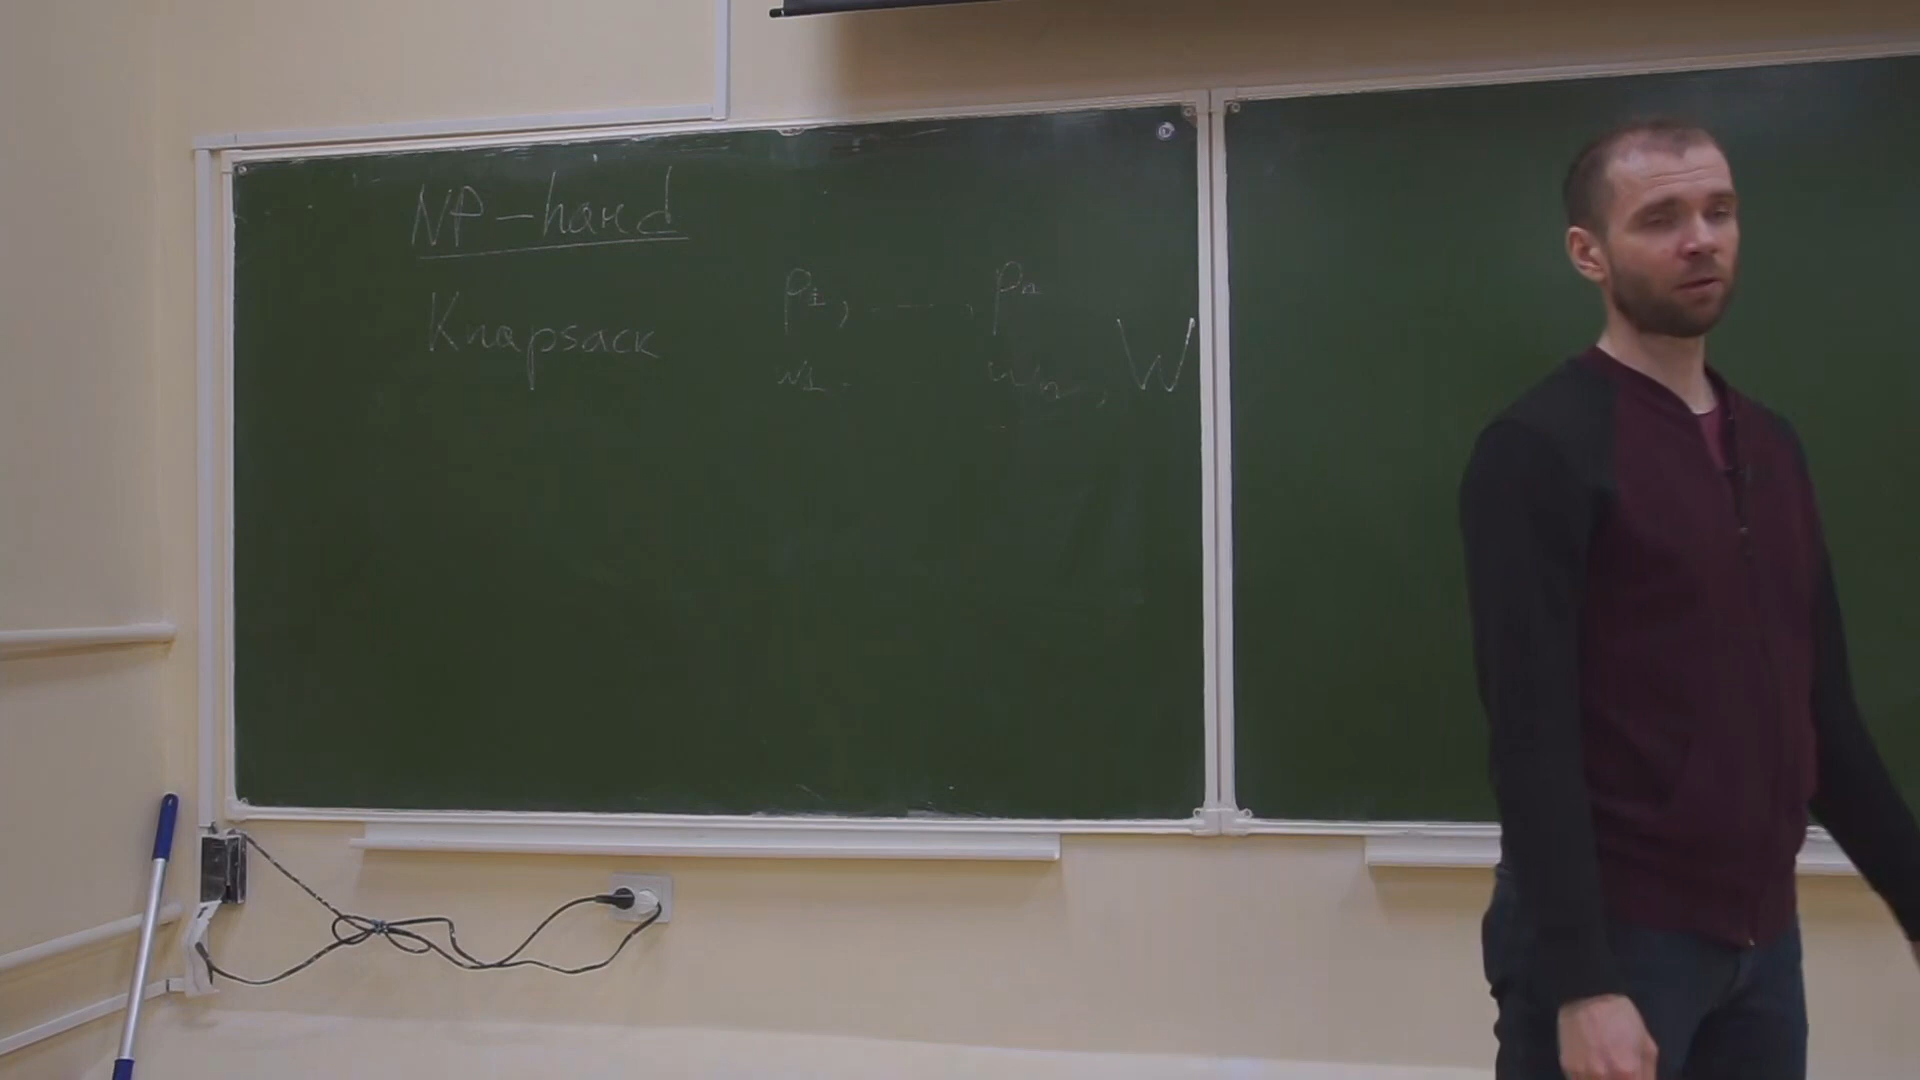 NP-hard
Knapsack
p1, ..., pn
w1, ... wn, W